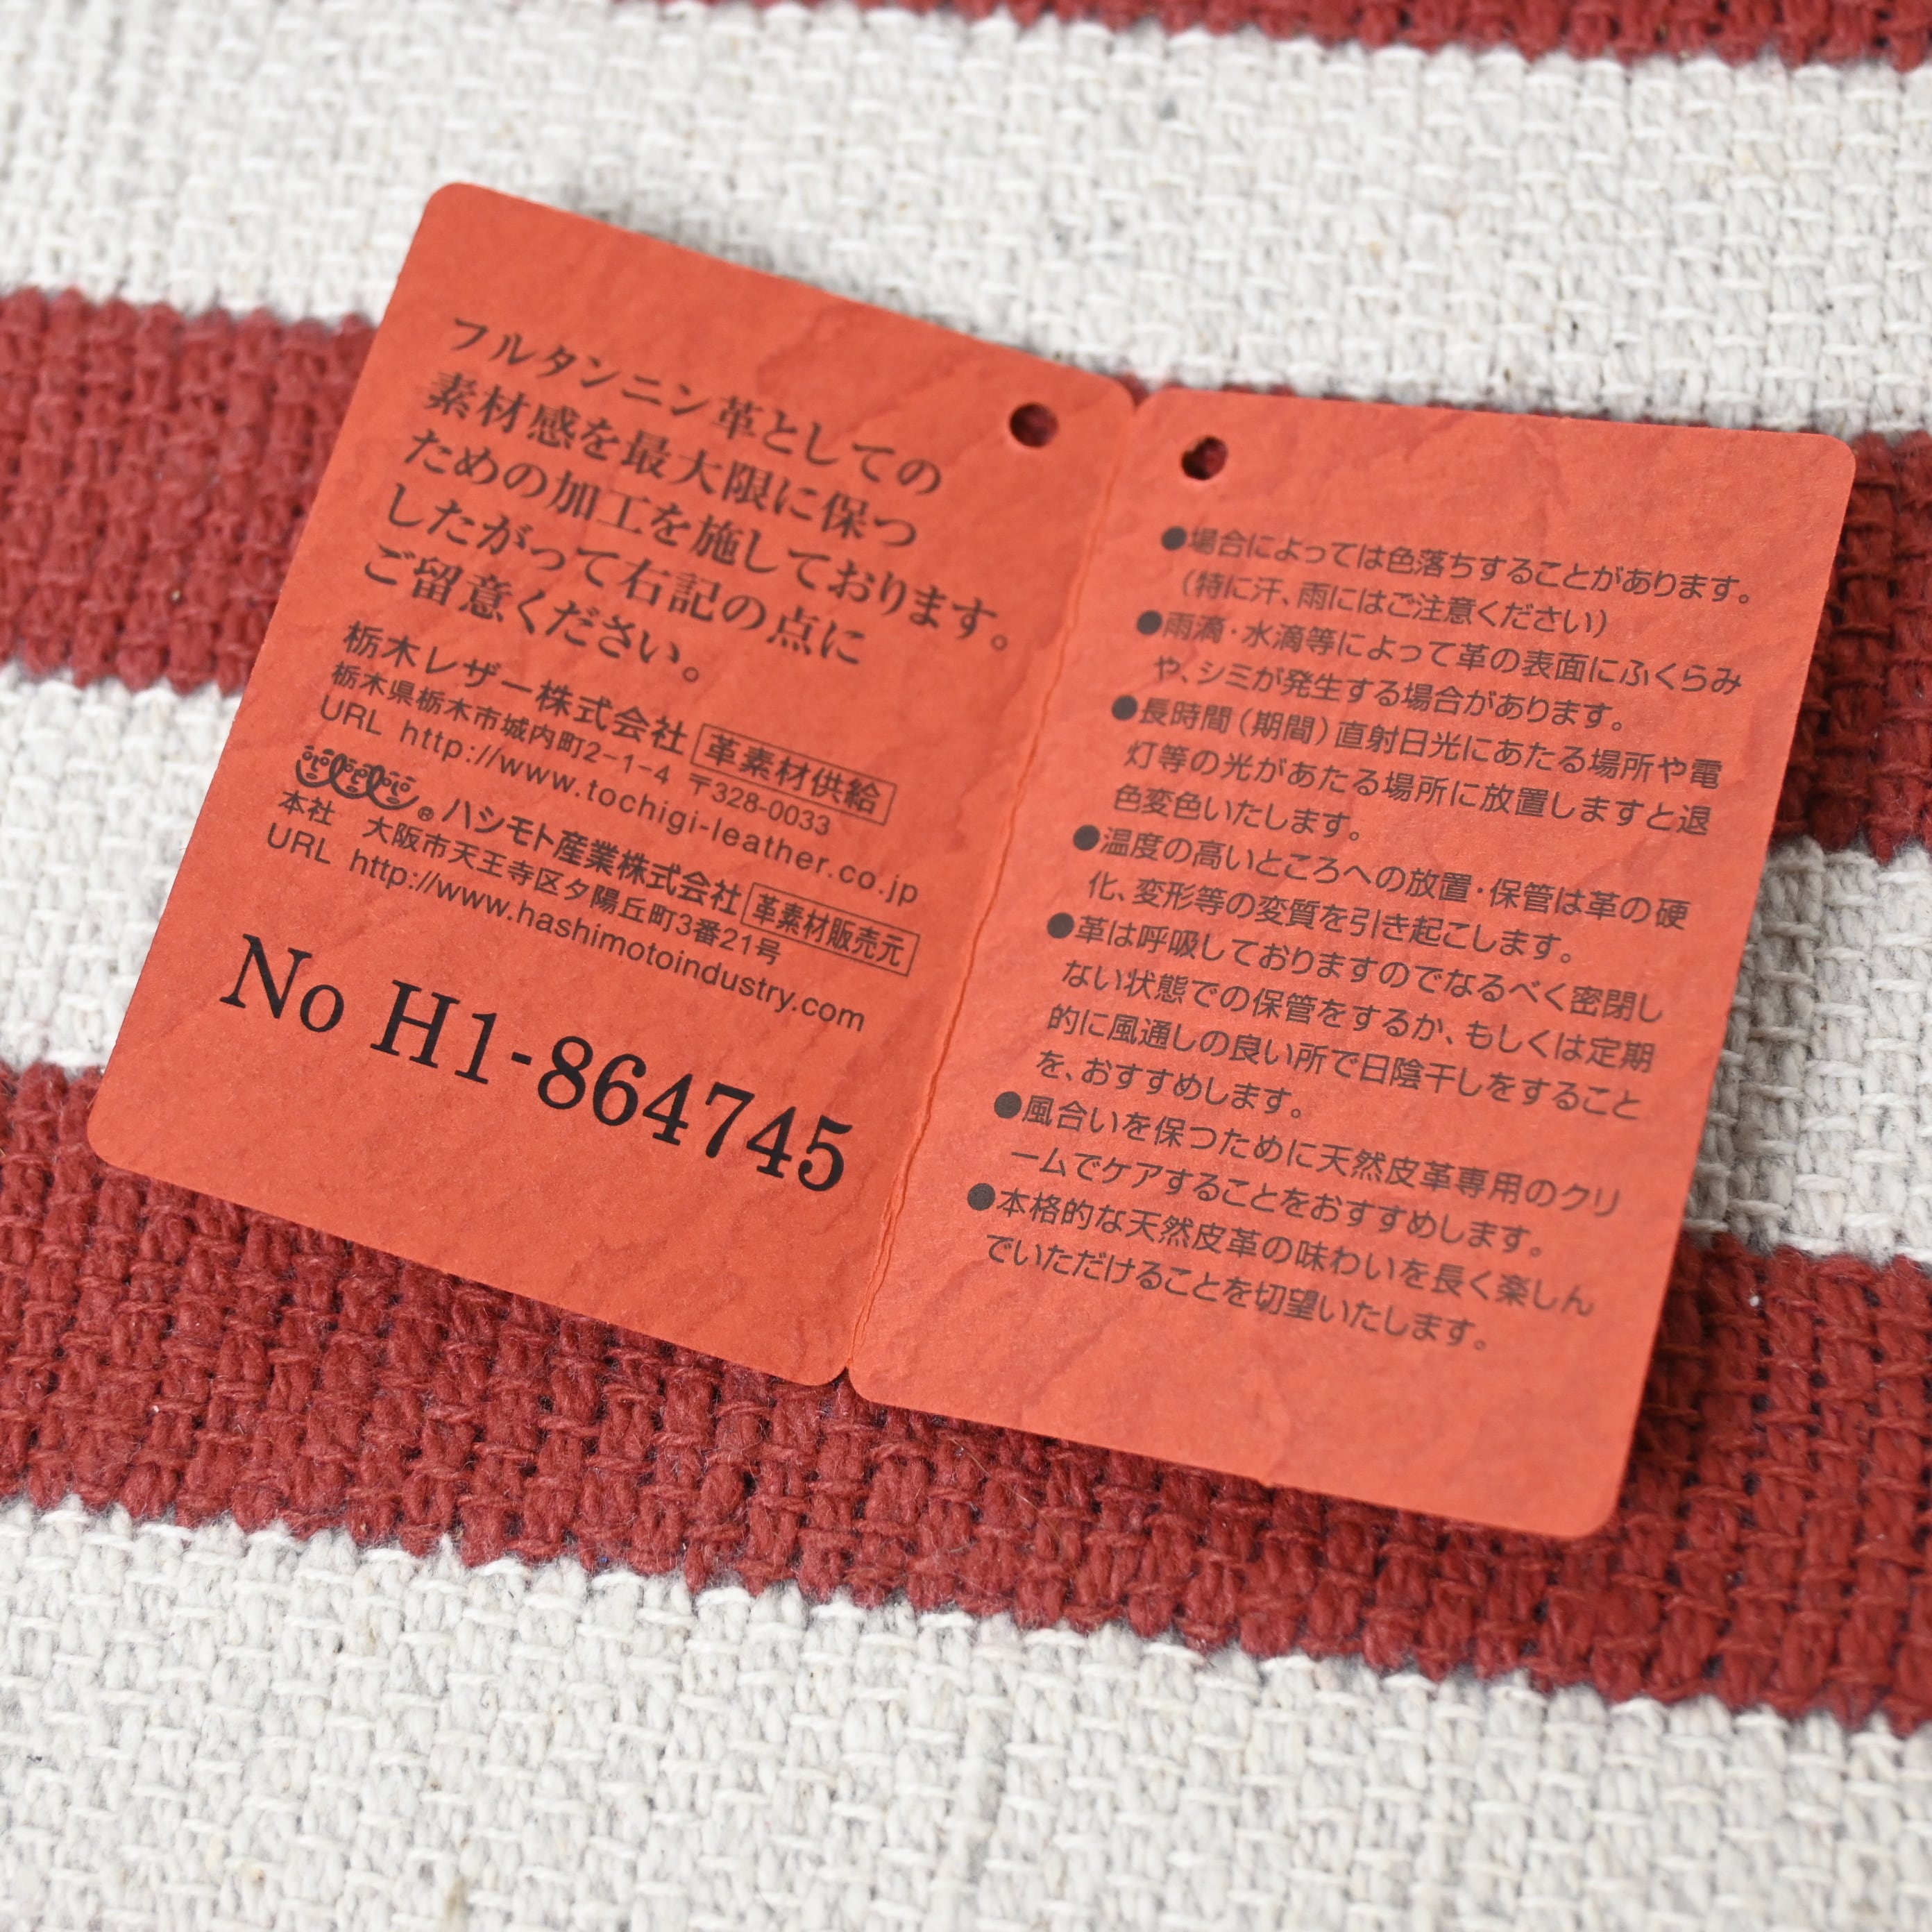 フルタンニン革としての
素材感を最大限に保つ
ための加工を施しております。
したがって右記の点に
ご留意ください。
栃木レザー株式会社 革素材供給
栃木県栃木市城内町2-1-4 〒328-0033
URL http://www.tochigi-leather.co.jp
® ハシモト産業株式会社 革素材販売元
本社 大阪市天王寺区夕陽丘町3番21号
URL http://www.hashimotoindustry.com
No H1-864745
●場合によっては色落ちすることがあります。
(特に汗、雨にはご注意ください)
●雨滴・水滴等によって革の表面にふくらみ
や、シミが発生する場合があります。
●長時間(期間)直射日光にあたる場所や電
灯等の光があたる場所に放置しますと退
色変色いたします。
●温度の高いところへの放置・保管は革の硬
化、変形等の変質を引き起こします。
●革は呼吸しておりますのでなるべく密閉し
ない状態での保管をするか、もしくは定期
的に風通しの良い所で日陰干しをすること
を、おすすめします。
●風合いを保つために天然皮革専用のクリ
ームでケアすることをおすすめします。
●本格的な天然皮革の味わいを長く楽しん
でいただけることを切望いたします。